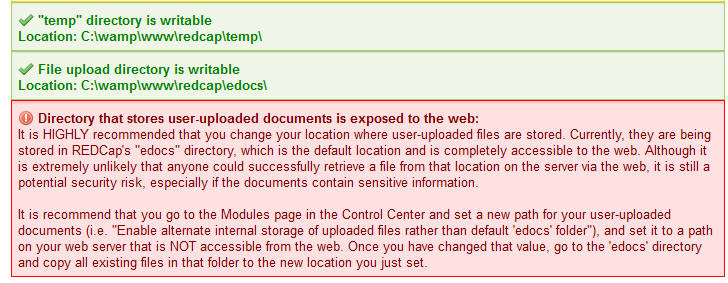 "temp" directory is writable
Location: C:\wamp\www\redcap\temp\
File upload directory is writable
Location: C:\wamp\www\redcap\edocs\
Directory that stores user-uploaded documents is exposed to the web:
It is HIGHLY recommended that you change your location where user-uploaded files are stored. Currently, they are being
stored in REDCap's "edocs" directory, which is the default location and is completely accessible to the web. Although it
is extremely unlikely that anyone could successfully retrieve a file from that location on the server via the web, it is still a
potential security risk, especially if the documents contain sensitive information.
It is recommend that you go to the Modules page in the Control Center and set a new path for your user-uploaded
documents (i.e. "Enable alternate internal storage of uploaded files rather than default 'edocs' folder"), and set it to a path
on your web server that is NOT accessible from the web. Once you have changed that value, go to the 'edocs' directory
and copy all existing files in that folder to the new location you just set.